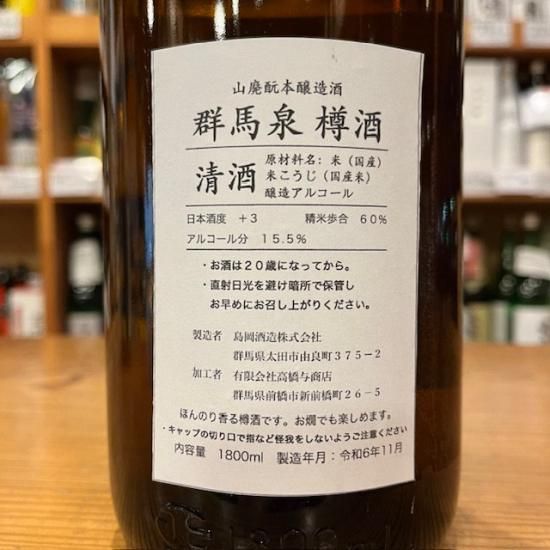 山廃酛本醸造酒
群馬泉 樽酒
清酒
原材料名：米（国産）
米こうじ（国産米）
醸造アルコール
日本酒度 ＋３ 精米歩合 ６０％
アルコール分 １５.５％
・お酒は２０歳になってから。
・直射日光を避け暗所で保管し
お早めにお召し上がりください。
製造者 島岡酒造株式会社
群馬県太田市由良町３７５－２
加工者 有限会社高橋与商店
群馬県前橋市新前橋町２６－５
ほんのり香る樽酒です。お燗でも楽しめます。
・キャップの切り口で指など怪我をしないようご注意ください
内容量 1800ml 製造年月：令和6年11月